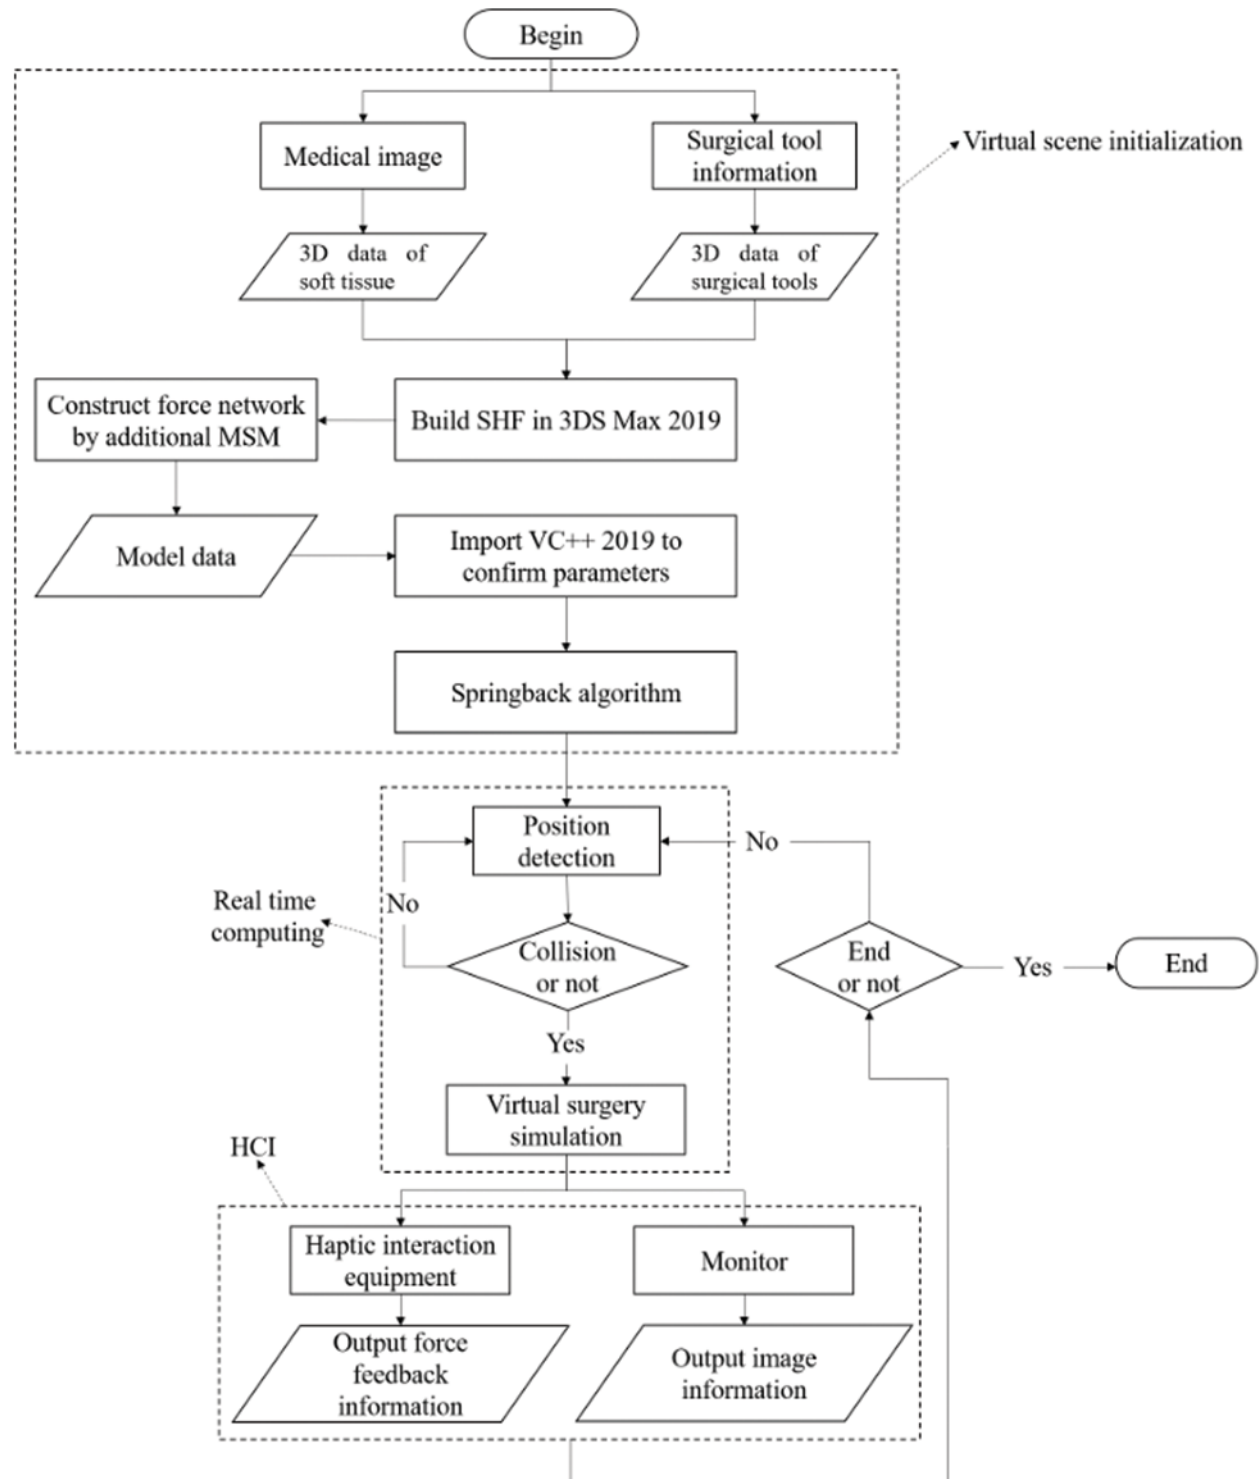 Begin
Medical image
Surgical tool
information
Virtual scene initialization
3D data of
soft tissue
3D data of
surgical tools
Construct force network
by additional MSM
Build SHF in 3DS Max 2019
Model data
Import VC++ 2019 to
confirm parameters
Springback algorithm
Position
detection
No
No
Real time
computing
Collision
or not
End
or not
Yes
End
Yes
Virtual surgery
simulation
HCI
Haptic interaction
equipment
Monitor
Output force
feedback
information
Output image
information